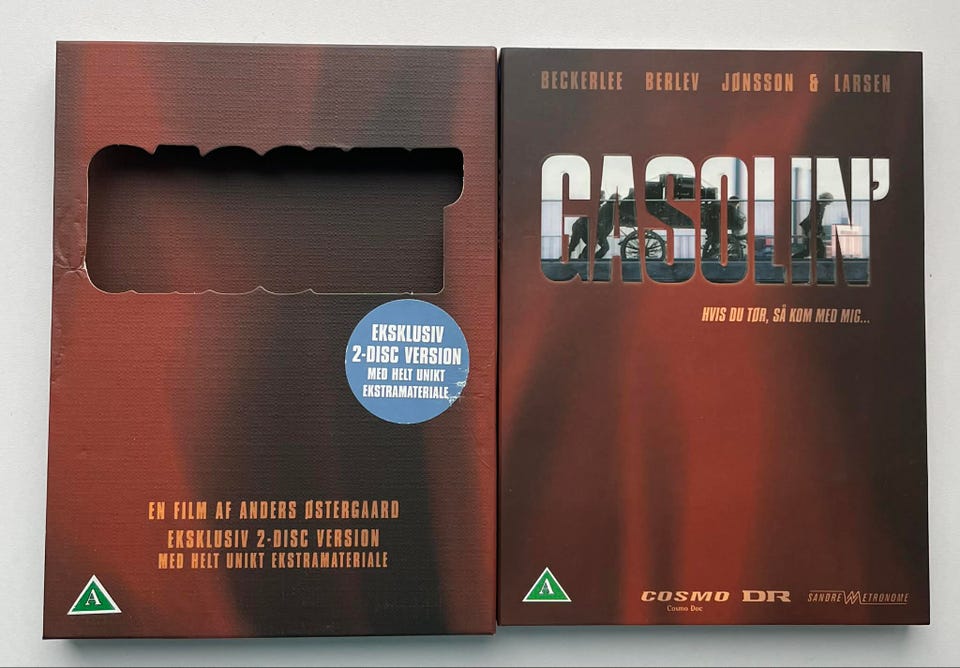 EKSKLUSIV
2-DISC VERSION
MED HELT UNIKT
EKSTRAMATERIALE
EN FILM AF ANDERS ØSTERGAARD
EKSKLUSIV 2-DISC VERSION
MED HELT UNIKT EKSTRAMATERIALE
A
BECKERLEE BERLEV JØNSSON & LARSEN
GASOLIN'
HVIS DU TØR, SÅ KOM MED MIG...
A
COSMO DR SANDREW METRONOME
Cosmo Doc